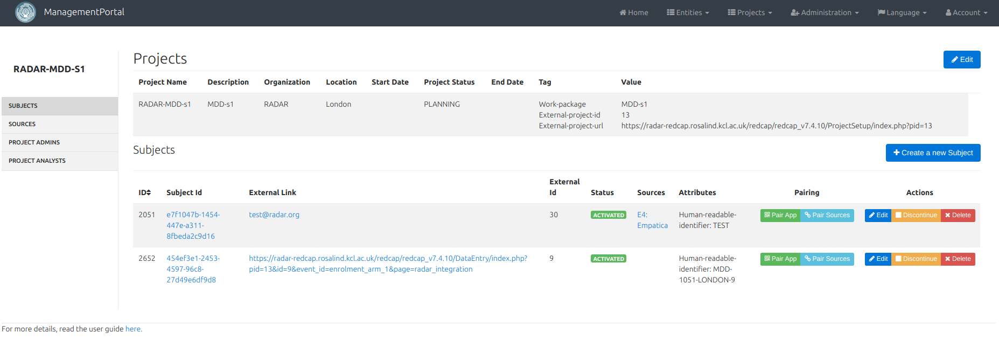 ManagementPortal
Home Entities Projects Administration Language Account
RADAR-MDD-S1
SUBJECTS
SOURCES
PROJECT ADMINS
PROJECT ANALYSTS
Projects
Edit
Project Name Description Organization Location Start Date Project Status End Date Tag Value
RADAR-MDD-s1 MDD-s1 RADAR London PLANNING Work-package MDD-s1
External-project-id 13
External-project-url https://radar-redcap.rosalind.kcl.ac.uk/redcap/redcap_v7.4.10/ProjectSetup/index.php?pid=13
Subjects
Create a new Subject
External
ID Subject Id External Link Id Status Sources Attributes Pairing Actions
2051 e7f1047b-1454- test@radar.org 30 ACTIVATED E4: Human-readable- Pair App Pair Sources Edit Discontinue Delete
447e-a311- Empatica identifier: TEST
8fbeda2c9d16
2652 454ef3e1-2453- https://radar-redcap.rosalind.kcl.ac.uk/redcap/redcap_v7.4.10/DataEntry/index.php? 9 ACTIVATED Human-readable- Pair App Pair Sources Edit Discontinue Delete
4597-96c8- pid=13&id=9&event_id=enrolment_arm_1&page=radar_integration identifier: MDD-
27d49e6df9d8 1051-LONDON-9
For more details, read the user guide here.